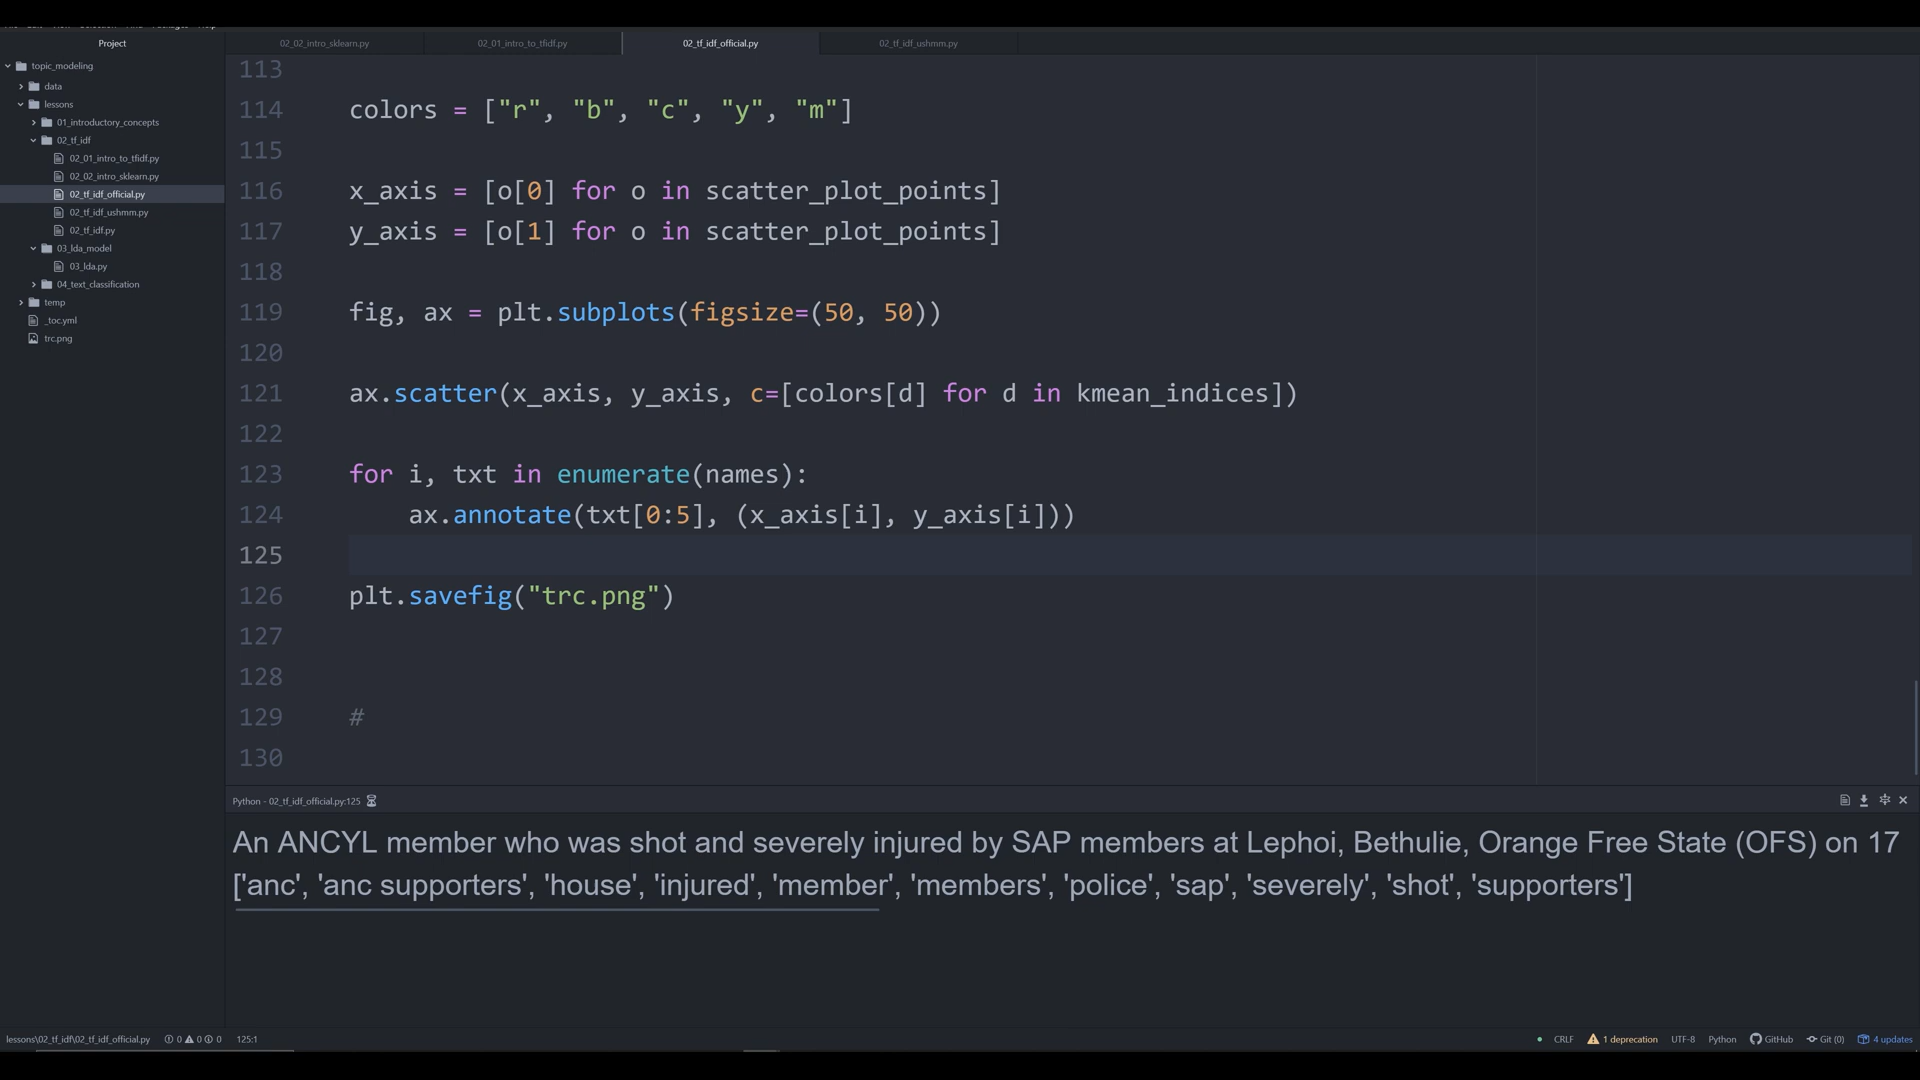 Project
02_02_intro_sklearn.py
02_01_intro_to_tfidf.py
02_tf_idf_official.py
02_tf_idf_ushmm.py
topic_modeling
data
lessons
01_introductory_concepts
02_tf_idf
02_01_intro_to_tfidf.py
02_02_intro_sklearn.py
02_tf_idf_official.py
02_tf_idf_ushmm.py
02_tf_idf.py
03_lda_model
03_lda.py
04_text_classification
temp
_toc.yml
trc.png
113
114 colors = ["r", "b", "c", "y", "m"]
115
116 x_axis = [o[0] for o in scatter_plot_points]
117 y_axis = [o[1] for o in scatter_plot_points]
118
119 fig, ax = plt.subplots(figsize=(50, 50))
120
121 ax.scatter(x_axis, y_axis, c=[colors[d] for d in kmean_indices])
122
123 for i, txt in enumerate(names):
124     ax.annotate(txt[0:5], (x_axis[i], y_axis[i]))
125
126 plt.savefig("trc.png")
127
128
129 #
130
Python - 02_tf_idf_official.py:125
An ANCYL member who was shot and severely injured by SAP members at Lephoi, Bethulie, Orange Free State (OFS) on 17
['anc', 'anc supporters', 'house', 'injured', 'member', 'members', 'police', 'sap', 'severely', 'shot', 'supporters']
lessons\02_tf_idf\02_tf_idf_official.py 0 0 0 125:1 CRLF 1 deprecation UTF-8 Python GitHub Git (0) 4 updates